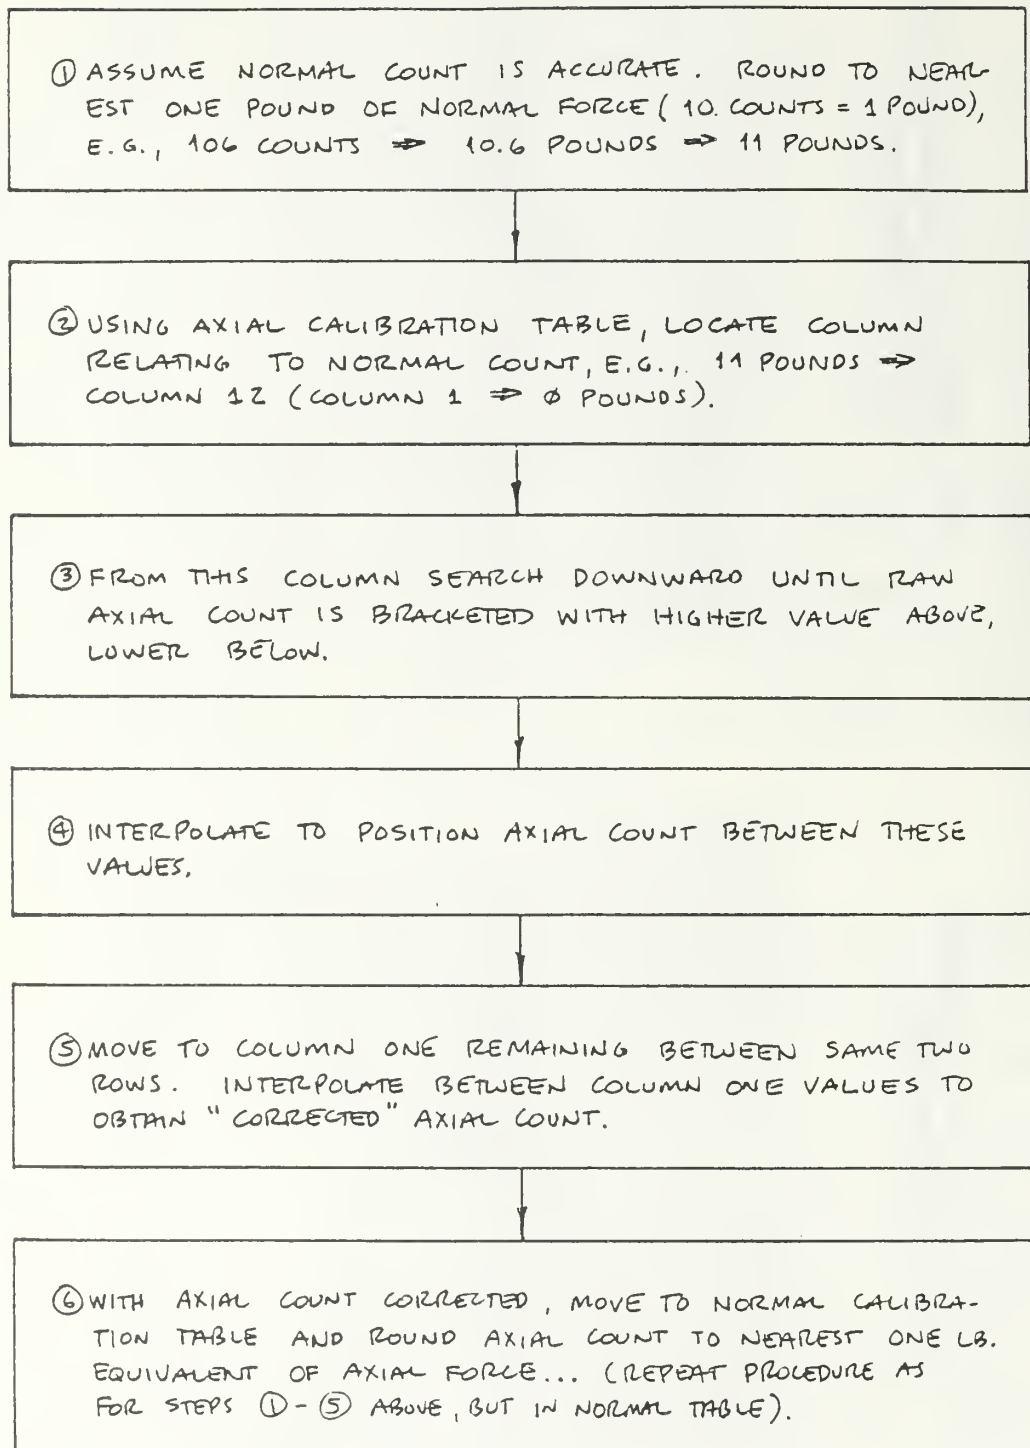 ① ASSUME NORMAL COUNT IS ACCURATE. ROUND TO NEAR-
EST ONE POUND OF NORMAL FORCE (10. COUNTS = 1 POUND),
E.G., 106 COUNTS ⇒ 10.6 POUNDS ⇒ 11 POUNDS.
② USING AXIAL CALIBRATION TABLE, LOCATE COLUMN
RELATING TO NORMAL COUNT, E.G., 11 POUNDS ⇒
COLUMN 12 (COLUMN 1 ⇒ ∅ POUNDS).
③ FROM THIS COLUMN SEARCH DOWNWARD UNTIL RAW
AXIAL COUNT IS BRACKETED WITH HIGHER VALUE ABOVE,
LOWER BELOW.
④ INTERPOLATE TO POSITION AXIAL COUNT BETWEEN THESE
VALUES.
⑤ MOVE TO COLUMN ONE REMAINING BETWEEN SAME TWO
ROWS. INTERPOLATE BETWEEN COLUMN ONE VALUES TO
OBTAIN "CORRECTED" AXIAL COUNT.
⑥ WITH AXIAL COUNT CORRECTED, MOVE TO NORMAL CALIBRA-
TION TABLE AND ROUND AXIAL COUNT TO NEAREST ONE LB.
EQUIVALENT OF AXIAL FORCE... (REPEAT PROCEDURE AS
FOR STEPS ① - ⑤ ABOVE, BUT IN NORMAL TABLE).